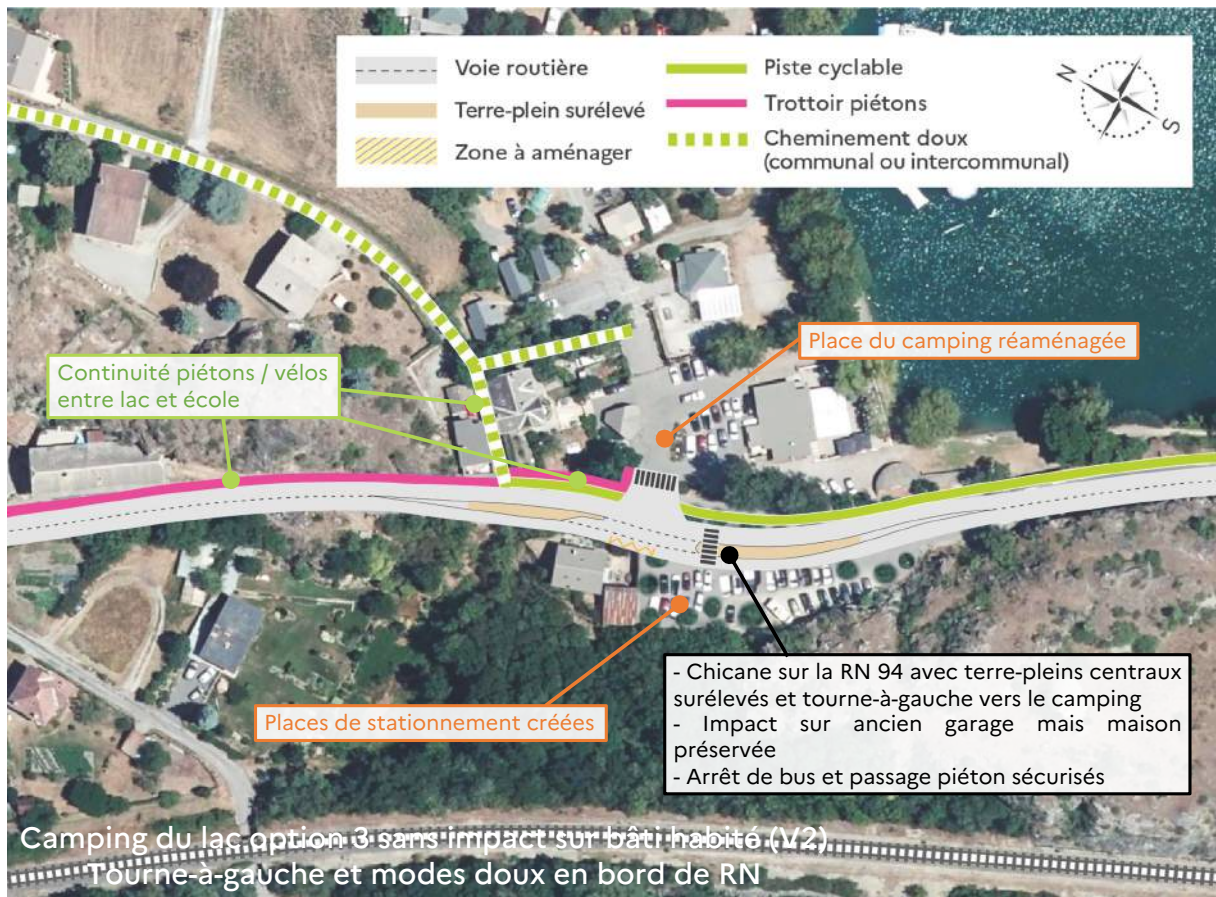 Voie routière
Terre-plein surélevé
Zone à aménager
Piste cyclable
Trottoir piétons
Cheminement doux
(communal ou intercommunal)
N
S
Place du camping réaménagée
Continuité piétons / vélos
entre lac et école
Places de stationnement créées
- Chicane sur la RN 94 avec terre-pleins centraux
surélevés et tourne-à-gauche vers le camping
- Impact sur ancien garage mais maison
préservée
- Arrêt de bus et passage piéton sécurisés
Camping du lac option 3 sans impact sur bâti habité (V2)
Tourne-à-gauche et modes doux en bord de RN